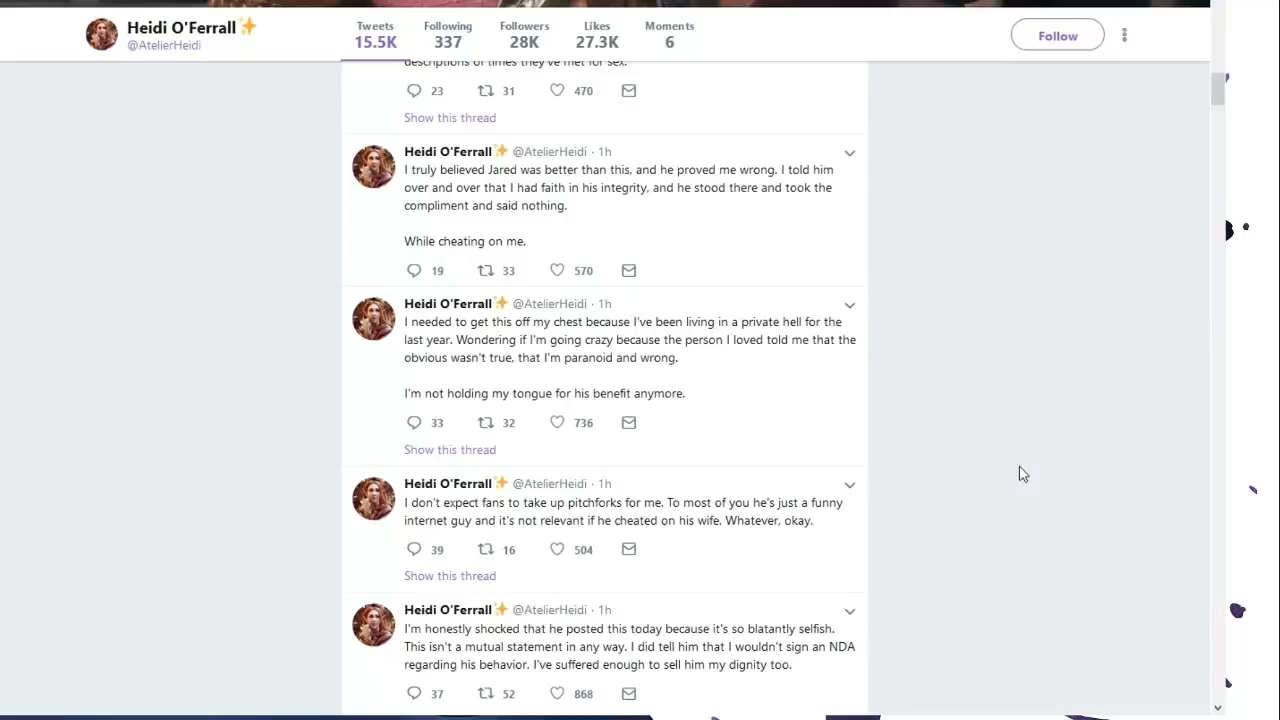 Heidi O'Ferrall✨
@AtelierHeidi
Tweets
15.5K
Following
337
Followers
28K
Likes
27.3K
Moments
6
Follow
descriptions of times they've met for sex.
23 31 470
Show this thread
Heidi O'Ferrall✨ @AtelierHeidi · 1h
I truly believed Jared was better than this, and he proved me wrong. I told him
over and over that I had faith in his integrity, and he stood there and took the
compliment and said nothing.
While cheating on me.
19 33 570
Heidi O'Ferrall✨ @AtelierHeidi · 1h
I needed to get this off my chest because I've been living in a private hell for the
last year. Wondering if I'm going crazy because the person I loved told me that the
obvious wasn't true, that I'm paranoid and wrong.
I'm not holding my tongue for his benefit anymore.
33 32 736
Show this thread
Heidi O'Ferrall✨ @AtelierHeidi · 1h
I don't expect fans to take up pitchforks for me. To most of you he's just a funny
internet guy and it's not relevant if he cheated on his wife. Whatever, okay.
39 16 504
Show this thread
Heidi O'Ferrall✨ @AtelierHeidi · 1h
I'm honestly shocked that he posted this today because it's so blatantly selfish.
This isn't a mutual statement in any way. I did tell him that I wouldn't sign an NDA
regarding his behavior. I've suffered enough to sell him my dignity too.
37 52 868